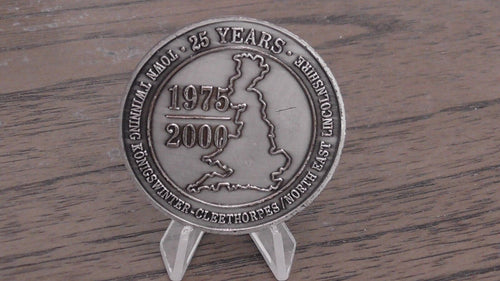 · 25 YEARS ·
TOWN TWINNING KÖNIGSWINTER-CLEETHORPES/NORTH EAST LINCOLNSHIRE
1975
2000